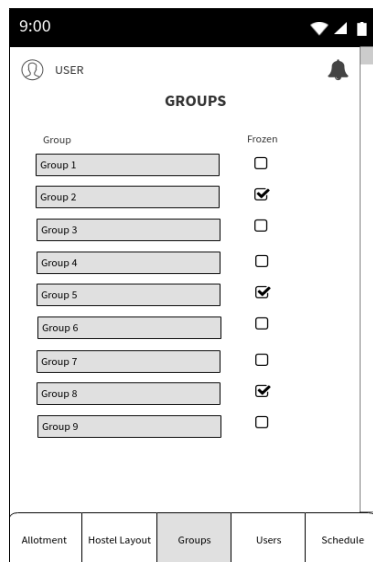 9:00
USER
GROUPS
Group Frozen
Group 1
Group 2
Group 3
Group 4
Group 5
Group 6
Group 7
Group 8
Group 9
Allotment Hostel Layout Groups Users Schedule